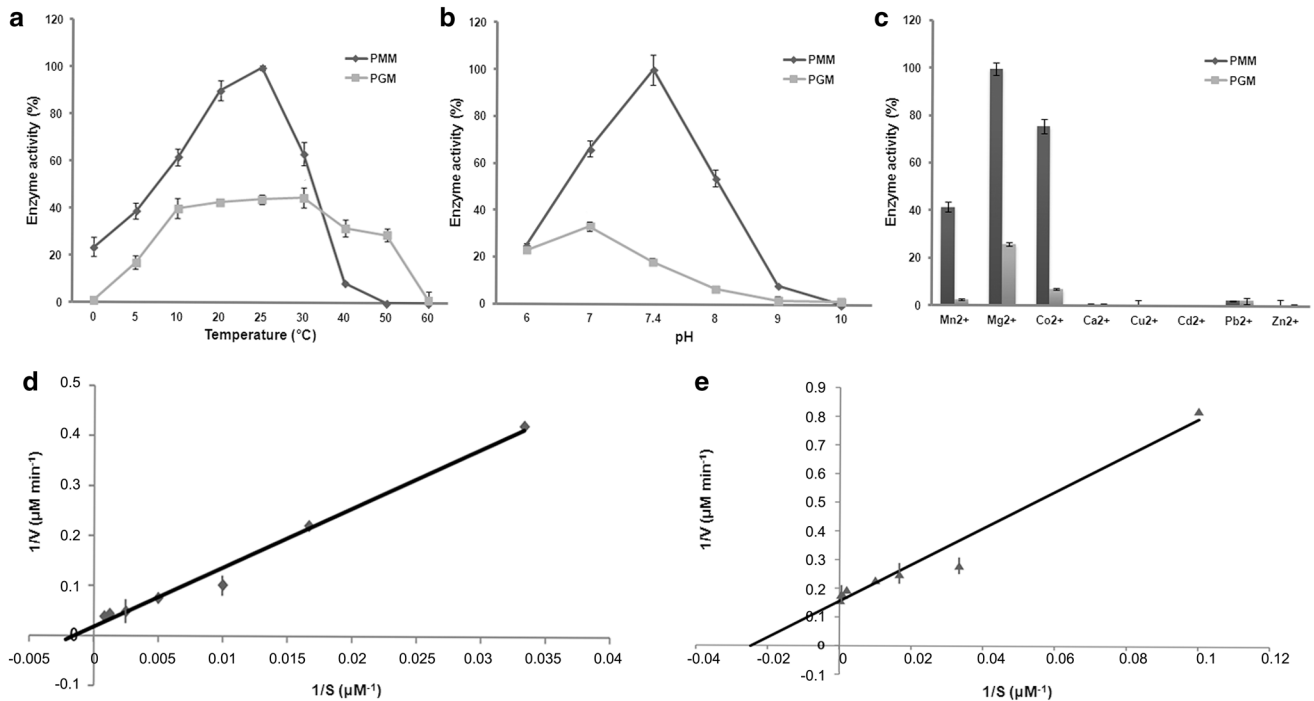 a
120
100
80
60
40
20
0
Enzyme activity (%)
PMM
PGM
0 5 10 20 25 30 40 50 60
Temperature (°C)
b
120
100
80
60
40
20
0
Enzyme activity (%)
PMM
PGM
6 7 7.4 8 9 10
pH
c
120
100
80
60
40
20
0
Enzyme activity (%)
PMM
PGM
Mn2+ Mg2+ Co2+ Ca2+ Cu2+ Cd2+ Pb2+ Zn2+
d
0.5
0.4
0.3
0.2
0.1
0
-0.1
1/V (µM min-1)
-0.005 0 0.005 0.01 0.015 0.02 0.025 0.03 0.035 0.04
1/S (µM-1)
e
0.9
0.8
0.7
0.6
0.5
0.4
0.3
0.2
0.1
0
-0.1
1/V (µM min-1)
-0.04 -0.02 0 0.02 0.04 0.06 0.08 0.1 0.12
1/S (µM-1)